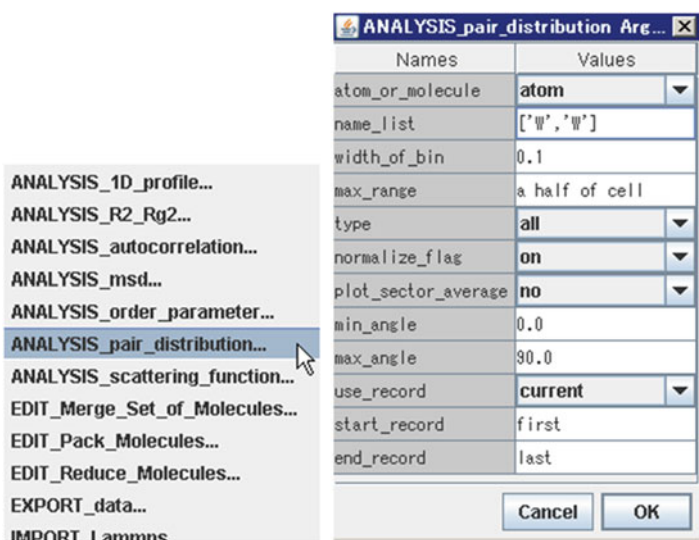 ANALYSIS_1D_profile...
ANALYSIS_R2_Rg2...
ANALYSIS_autocorrelation...
ANALYSIS_msd...
ANALYSIS_order_parameter...
ANALYSIS_pair_distribution...
ANALYSIS_scattering_function...
EDIT_Merge_Set_of_Molecules...
EDIT_Pack_Molecules...
EDIT_Reduce_Molecules...
EXPORT_data...
IMPORT_Lammps
ANALYSIS_pair_distribution Arg...
Names Values
atom_or_molecule atom
name_list ['W','W']
width_of_bin 0.1
max_range a half of cell
type all
normalize_flag on
plot_sector_average no
min_angle 0.0
max_angle 90.0
use_record current
start_record first
end_record last
Cancel OK